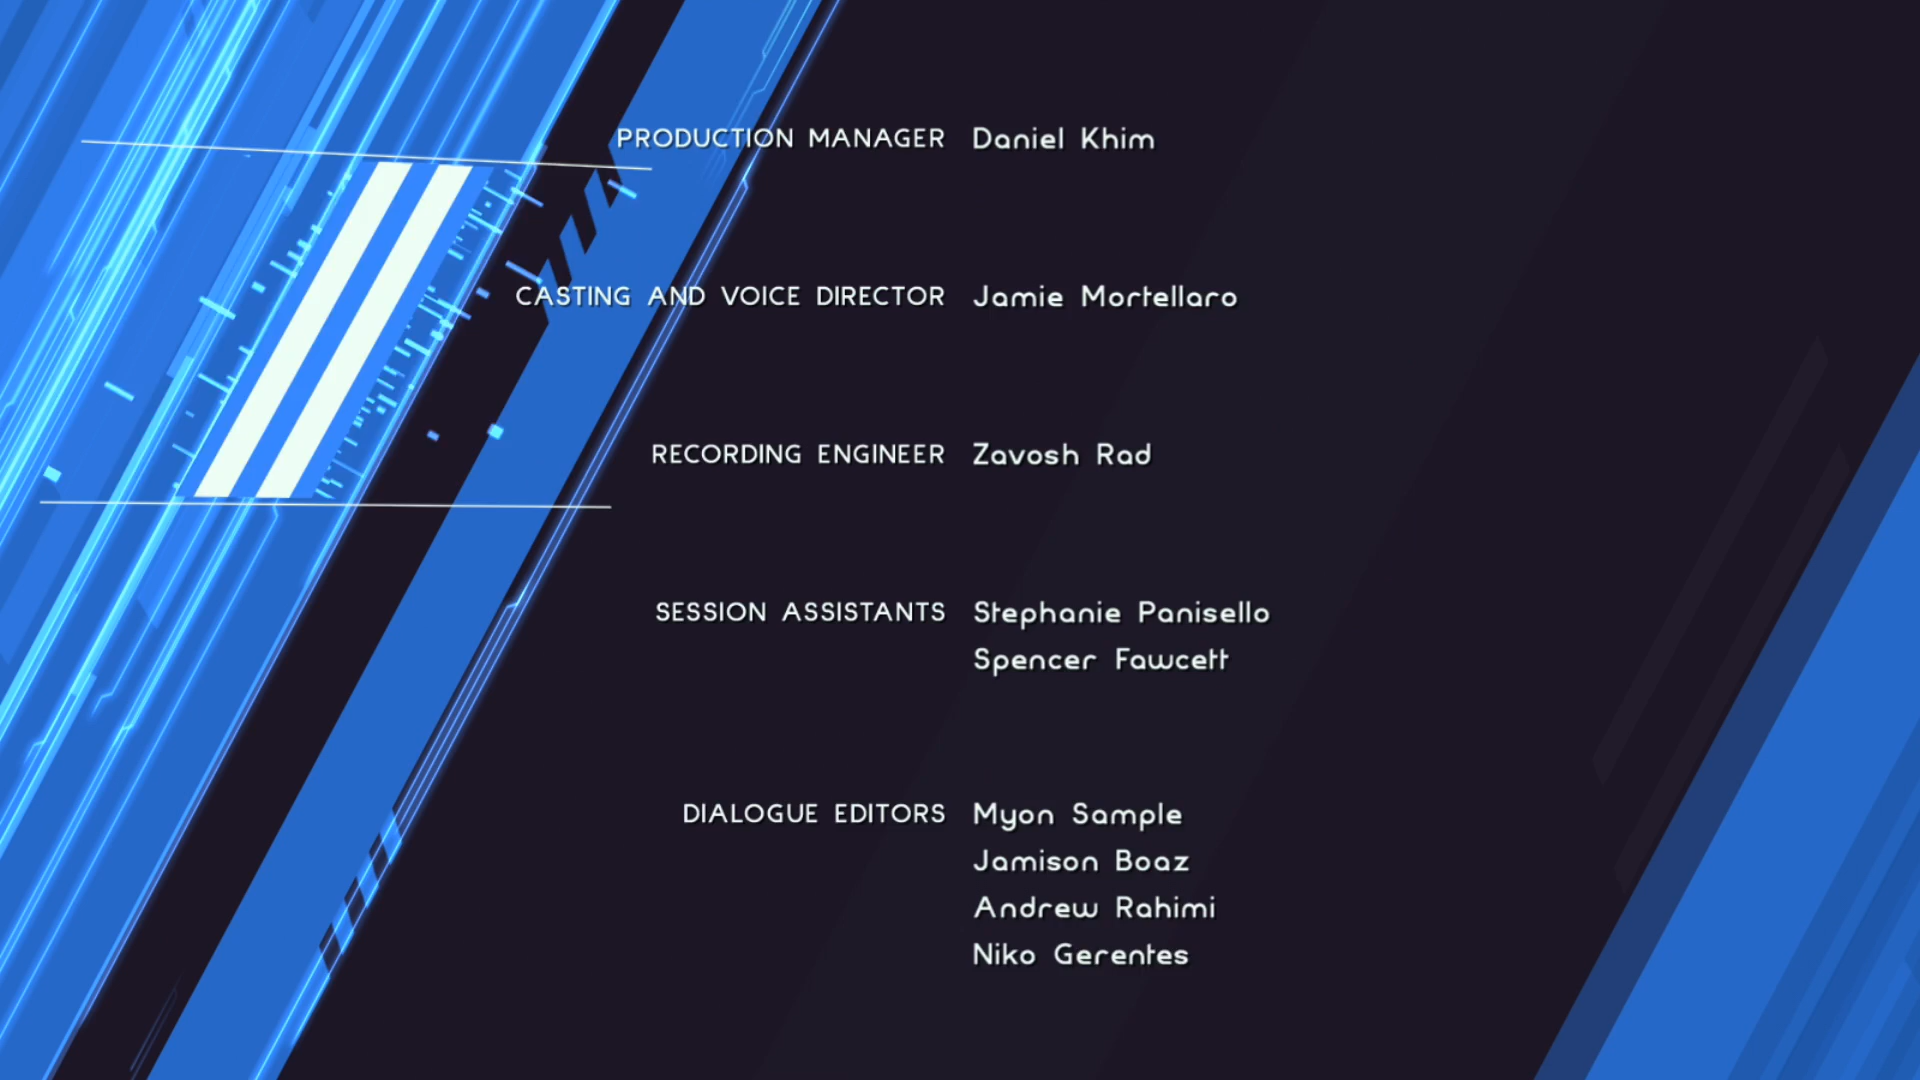 PRODUCTION MANAGER Daniel Khim
CASTING AND VOICE DIRECTOR Jamie Mortellaro
RECORDING ENGINEER Zavosh Rad
SESSION ASSISTANTS Stephanie Panisello
Spencer Fawcett
DIALOGUE EDITORS Myon Sample
Jamison Boaz
Andrew Rahimi
Niko Gerentes